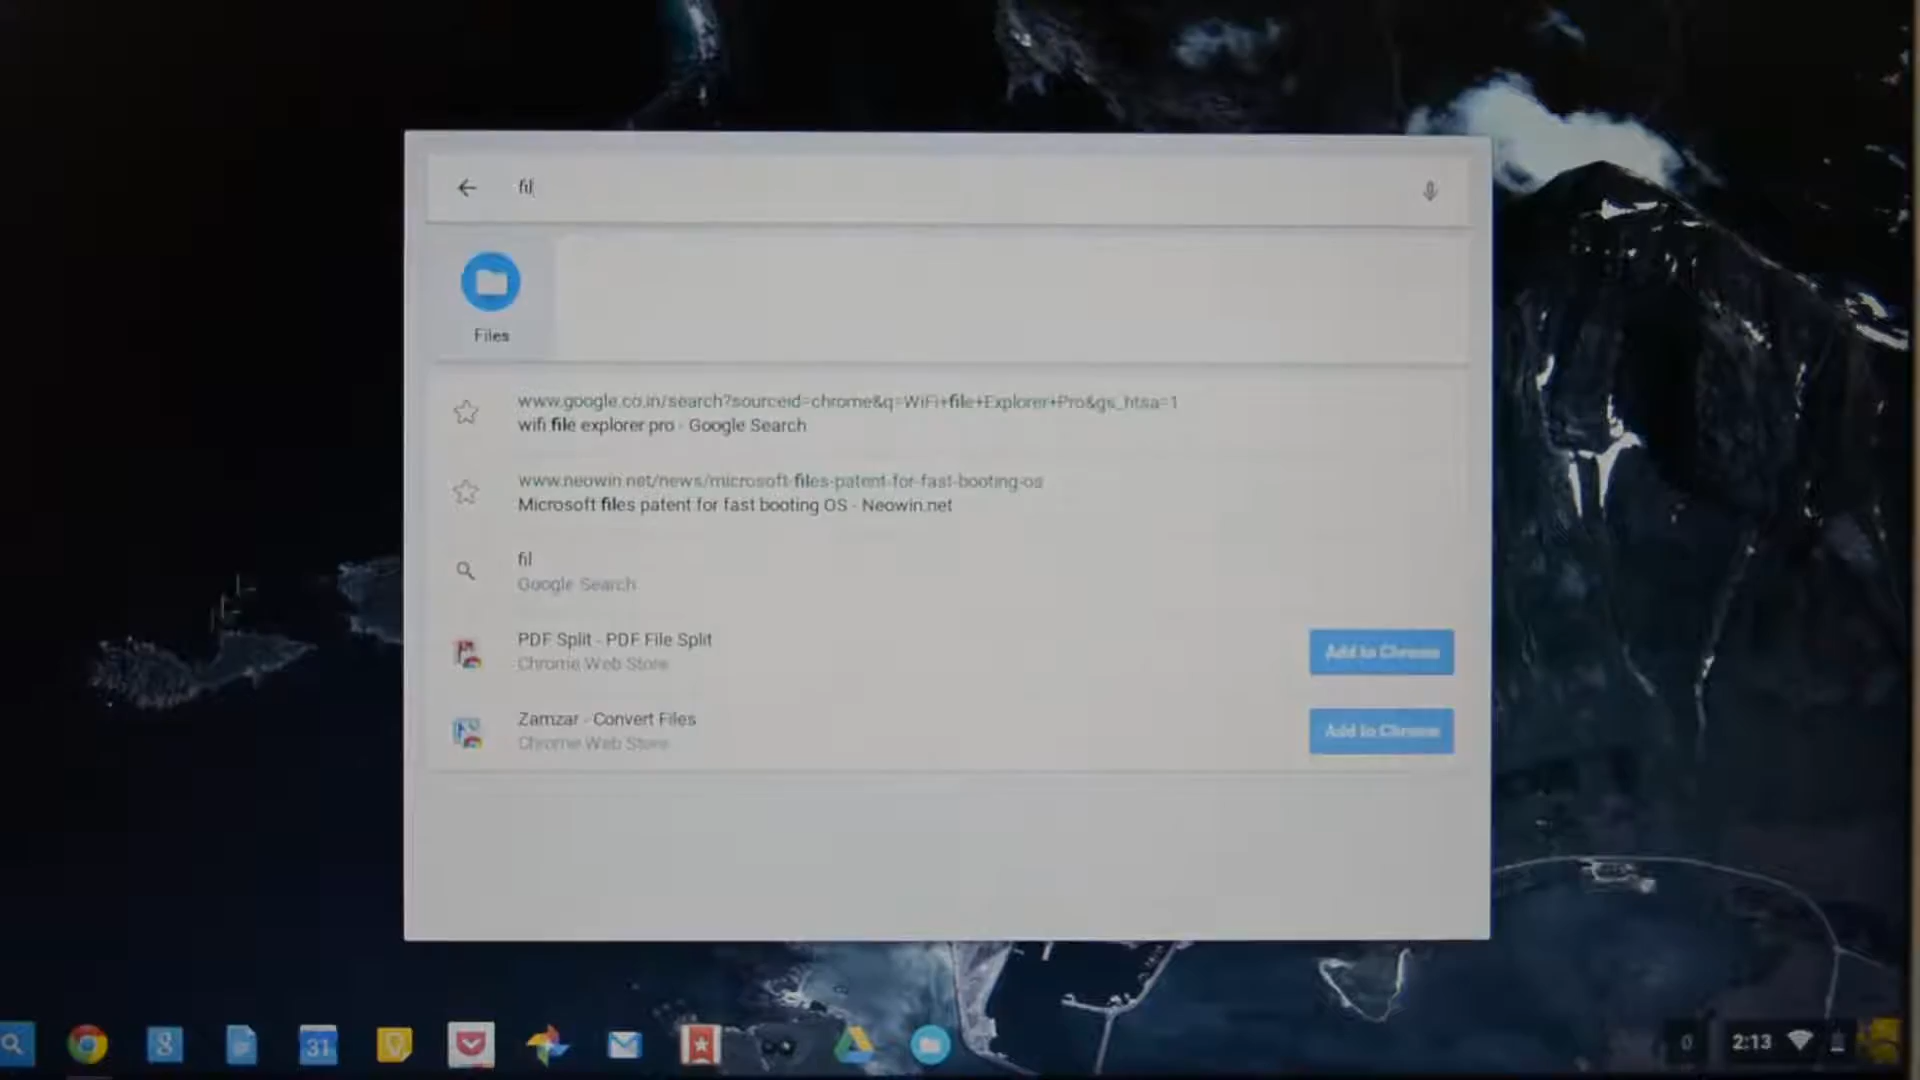 fil
Files
www.google.co.in/search?sourceid=chrome&q=WiFi+file+Explorer+Pro&gs_htsa=1
wifi file explorer pro - Google Search
www.neowin.net/news/microsoft-files-patent-for-fast-booting-os
Microsoft files patent for fast booting OS - Neowin.net
fil
Google Search
PDF Split - PDF File Split
Chrome Web Store
Add to Chrome
Zamzar - Convert Files
Chrome Web Store
Add to Chrome
8
31
0
2:13